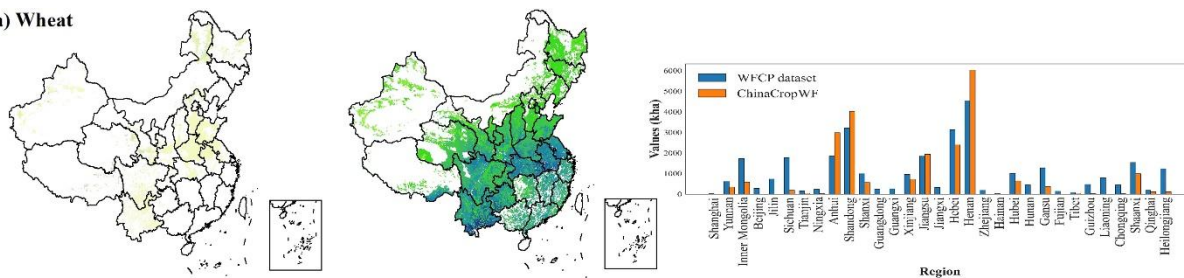 a) Wheat
WFCP dataset
ChinaCropWF
Values (kha)
6000
5000
4000
3000
2000
1000
0
Shanghai
Yunnan
Inner Mongolia
Beijing
Jilin
Sichuan
Tianjin
Ningxia
Anhui
Shandong
Shanxi
Guangdong
Guangxi
Xinjiang
Jiangsu
Jiangxi
Hebei
Henan
Zhejiang
Hainan
Hubei
Hunan
Gansu
Fujian
Tibet
Guizhou
Liaoning
Chongqing
Shaanxi
Qinghai
Heilongjiang
Region